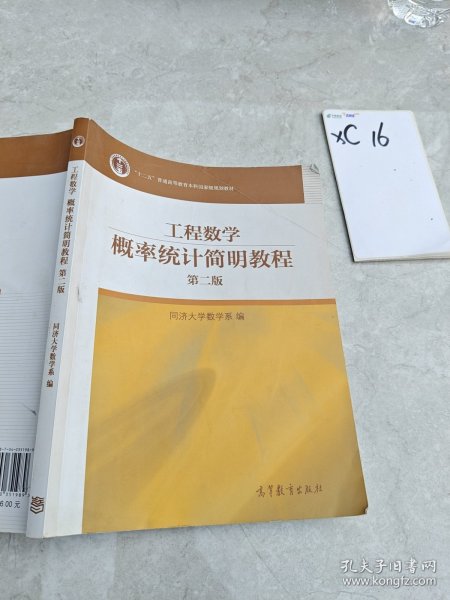 "十二五"普通高等教育本科国家级规划教材
工程数学
概率统计简明教程
第二版
同济大学数学系 编
高等教育出版社
工程数学 概率统计简明教程 第二版
同济大学数学系 编
6.00元
xC 16
孔夫子旧书网
www.kongfz.com